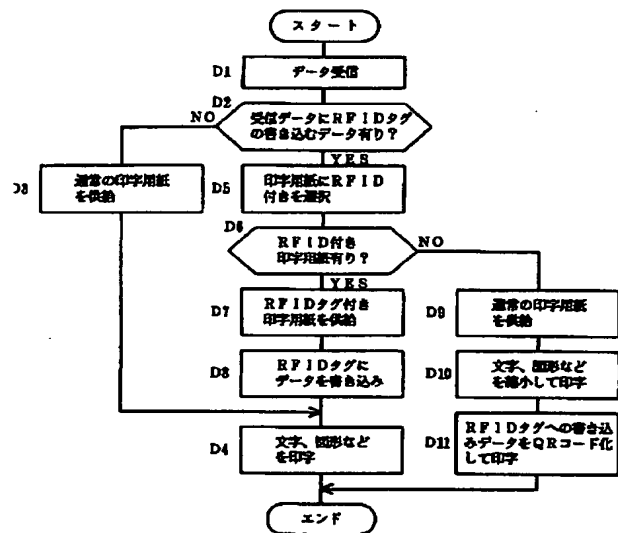 スタート
D1
データ受信
D2
受信データにRFIDタグ
の書き込むデータ有り?
NO
YES
D3
通常の印字用紙
を供給
D5
印字用紙にRFID
付きを選択
D6
RFID付き
印字用紙有り?
NO
YES
D7
RFIDタグ付き
印字用紙を供給
D9
通常の印字用紙
を供給
D8
RFIDタグに
データを書き込み
D10
文字、図形など
を縮小して印字
D4
文字、図形など
を印字
D11
RFIDタグへの書き込
みデータをQRコード化
して印字
エンド